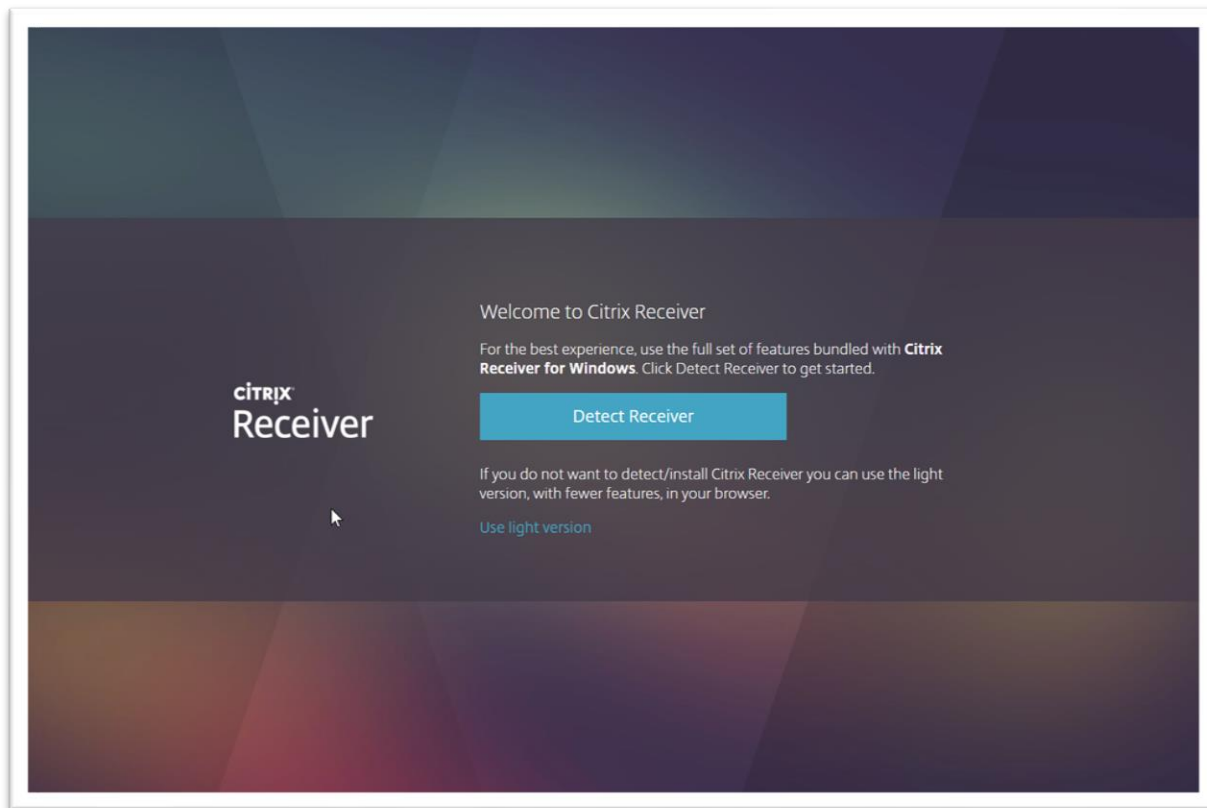 Welcome to Citrix Receiver
For the best experience, use the full set of features bundled with Citrix
Receiver for Windows. Click Detect Receiver to get started.
CITRIX
Receiver
Detect Receiver
If you do not want to detect/install Citrix Receiver you can use the light
version, with fewer features, in your browser.
Use light version